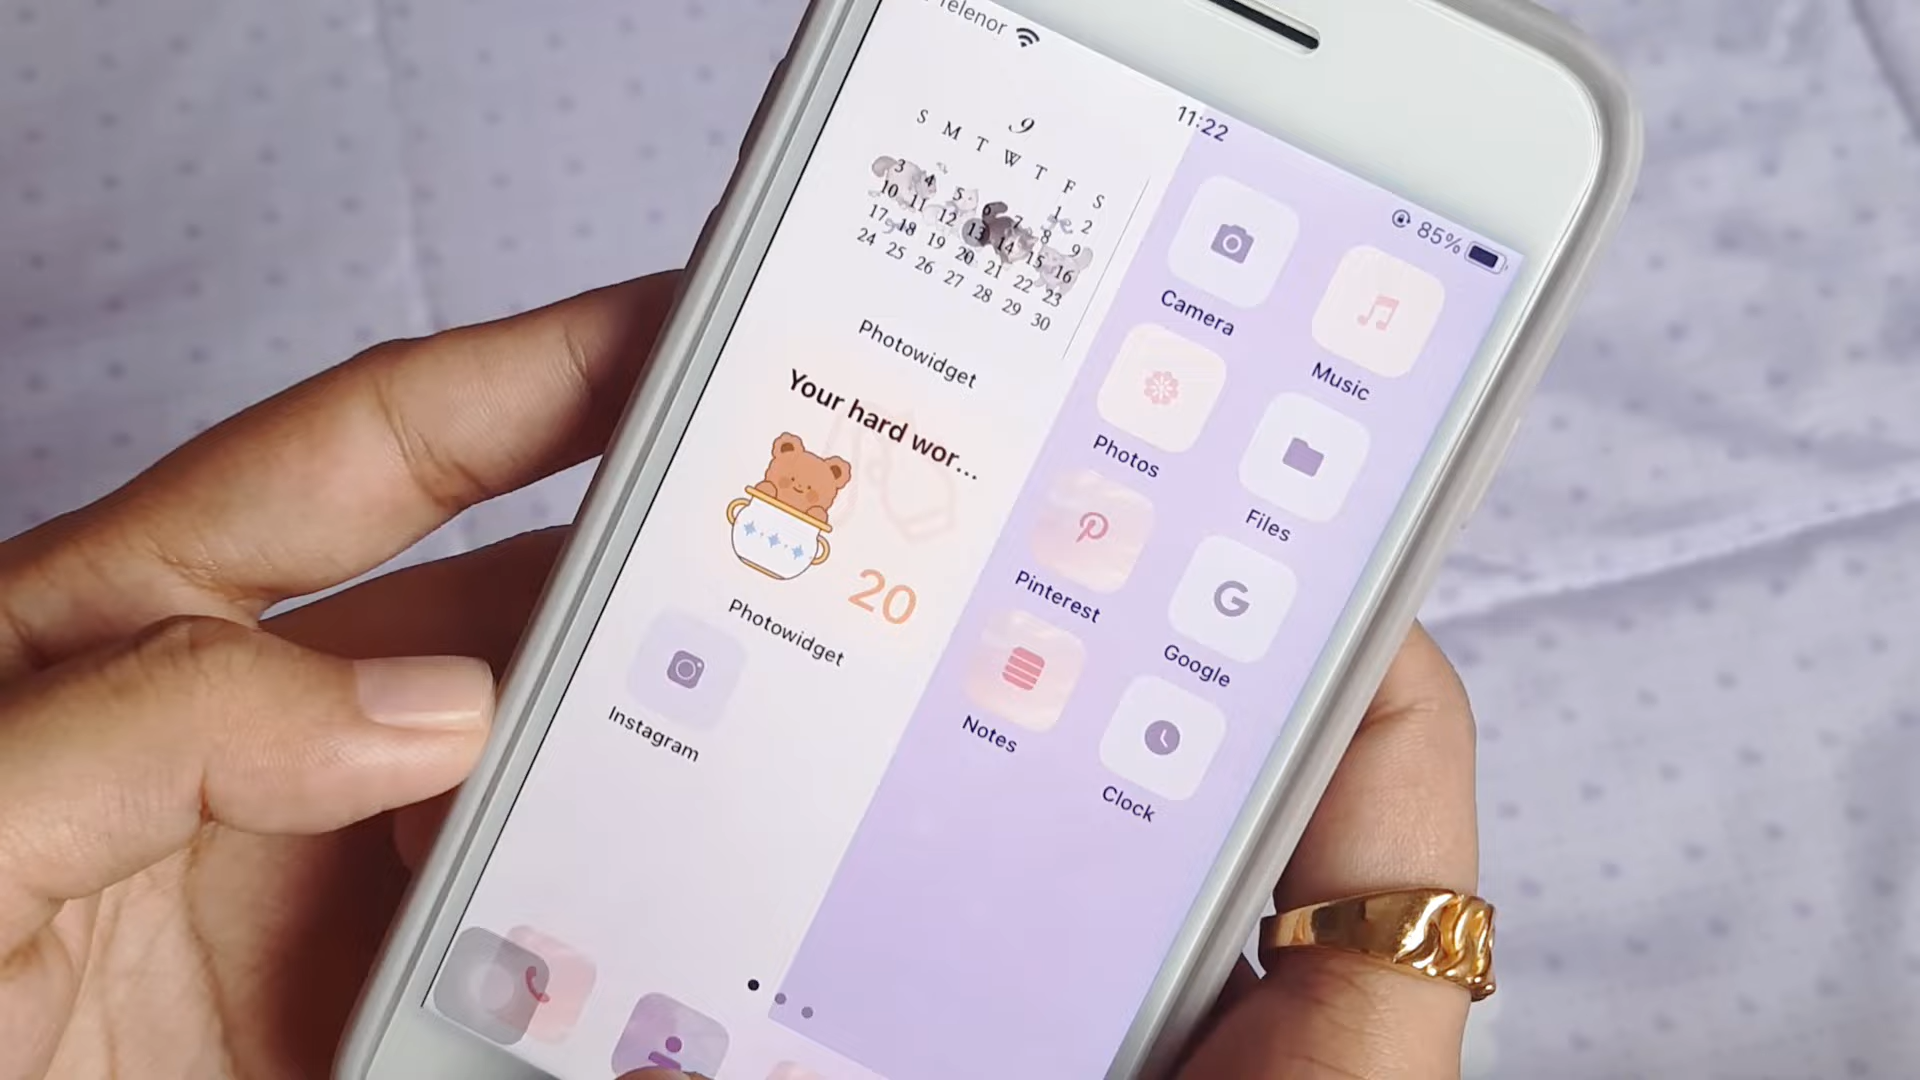 Telenor
11:22
85%
9
S M T W T F S
1 2
3 4 5 6 7 8 9
10 11 12 13 14 15 16
17 18 19 20 21 22 23
24 25 26 27 28 29 30
Photowidget
Your hard wor...
20
Photowidget
Instagram
Camera
Music
Photos
Files
Pinterest
Google
Notes
Clock